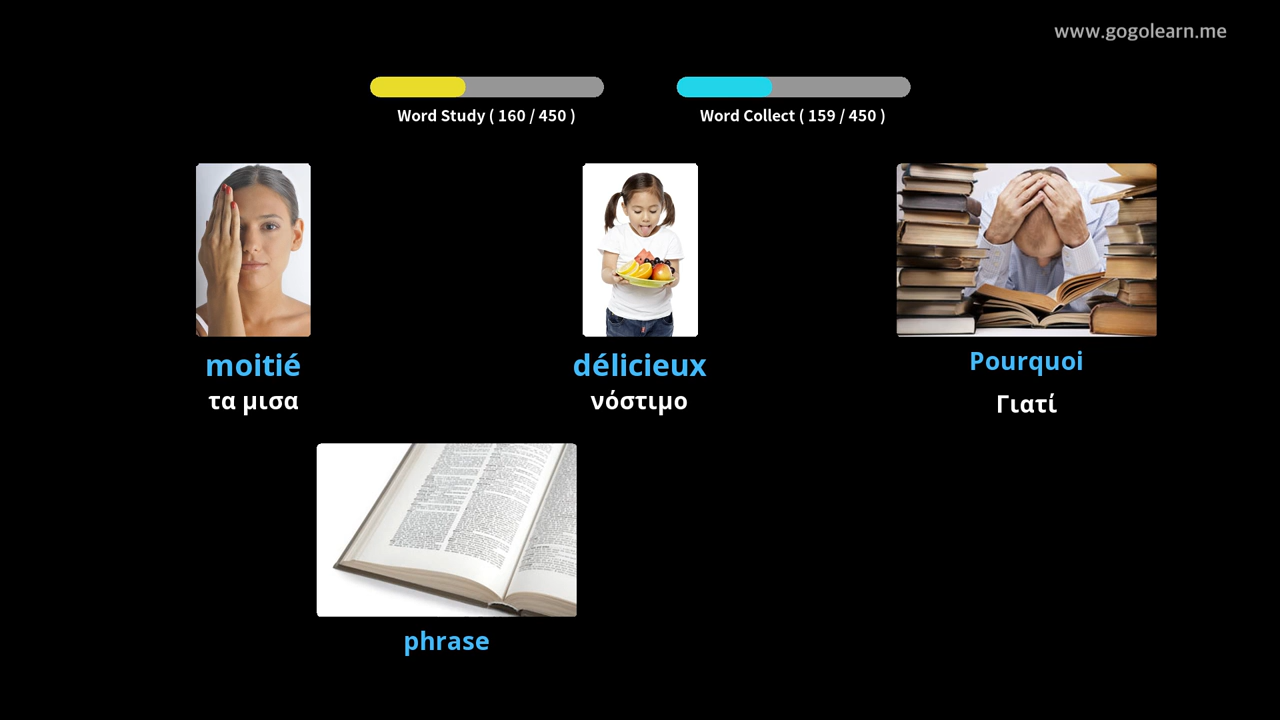 www.gogolearn.me
Word Study ( 160 / 450 )
Word Collect ( 159 / 450 )
moitié
τα μισα
délicieux
νόστιμο
Pourquoi
Γιατί
phrase